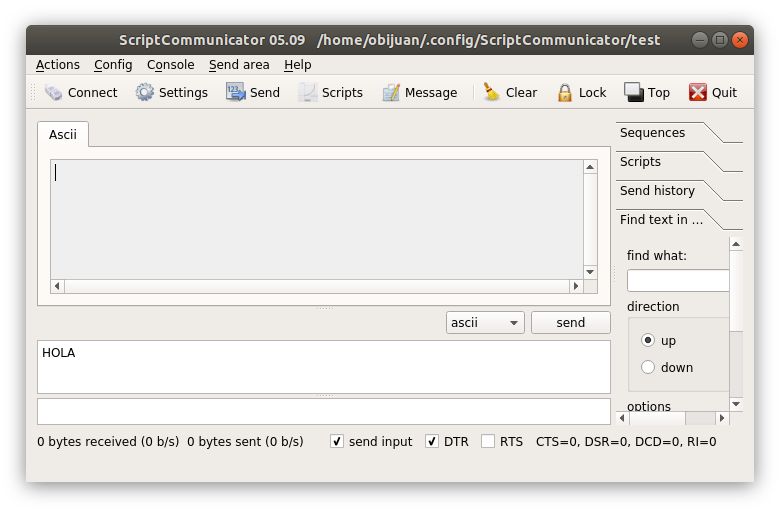 ScriptCommunicator 05.09 /home/obijuan/.config/ScriptCommunicator/test
Actions Config Console Send area Help
Connect Settings Send Scripts Message Clear Lock Top Quit
Ascii
Sequences
Scripts
Send history
Find text in ...
find what:
direction
up
down
options
ascii send
HOLA
0 bytes received (0 b/s) 0 bytes sent (0 b/s) send input DTR RTS CTS=0, DSR=0, DCD=0, RI=0